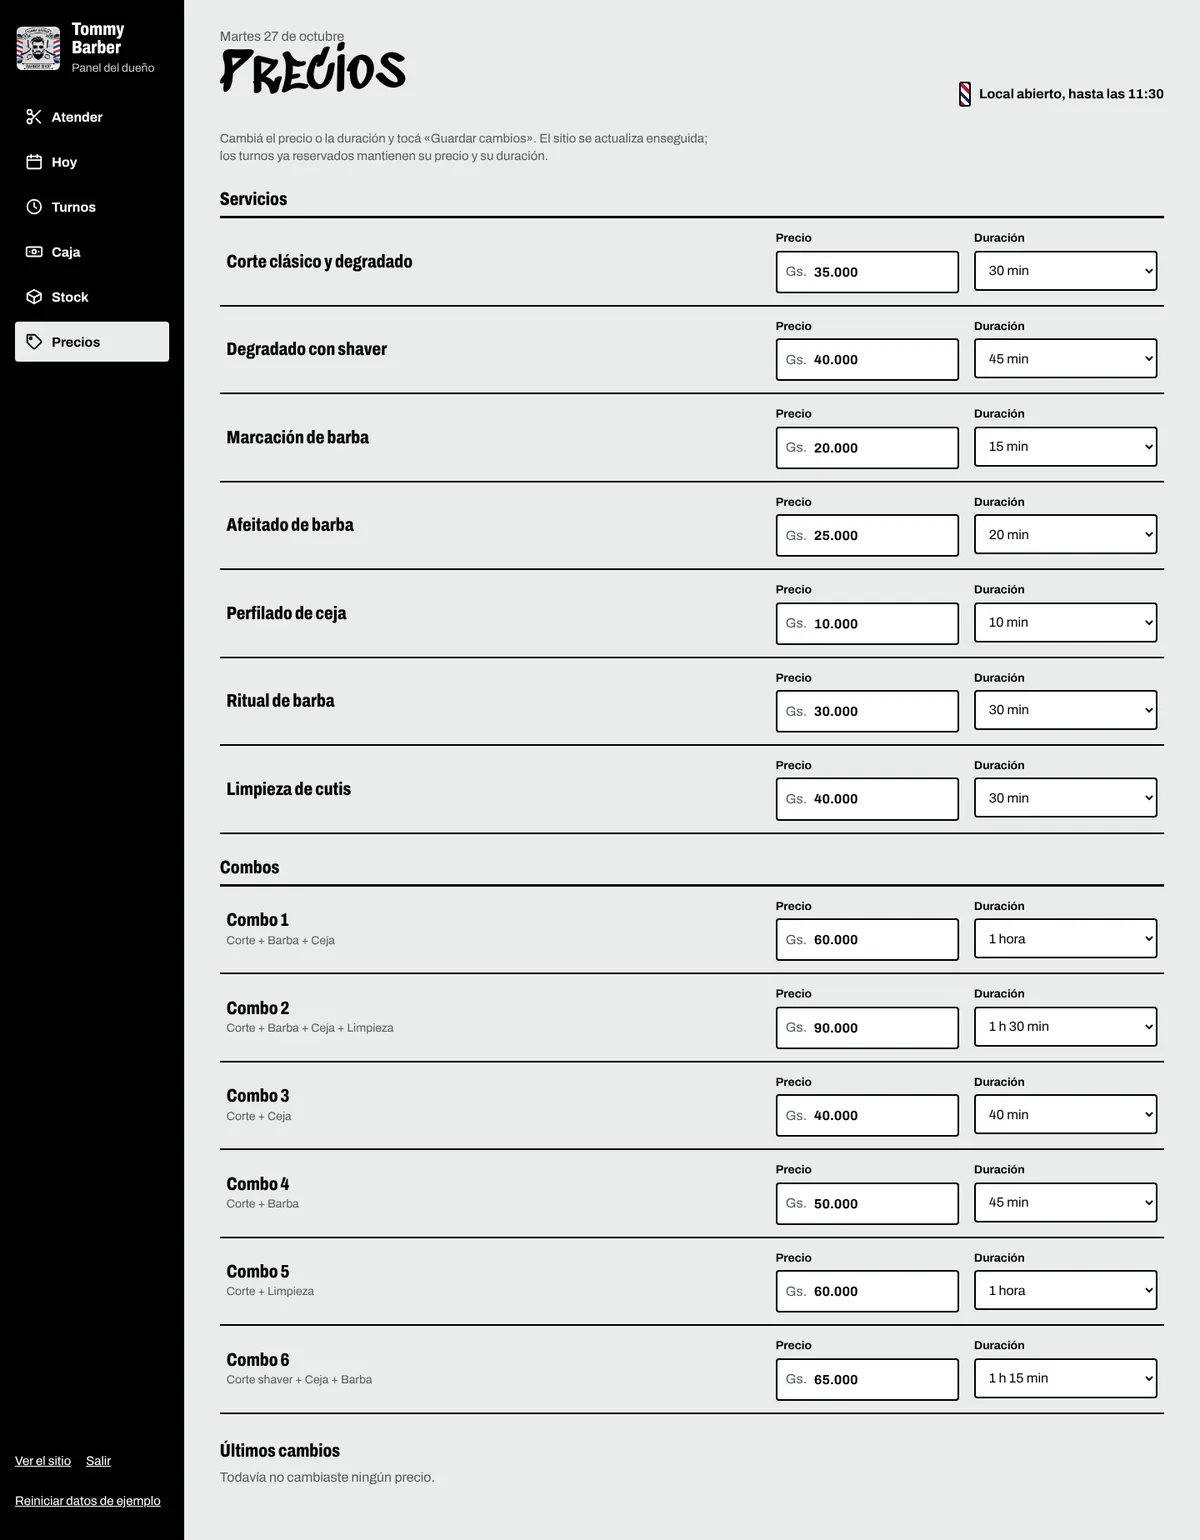 Tommy
Barber
Panel del dueño
Atender
Hoy
Turnos
Caja
Stock
Precios
Ver el sitio Salir
Reiniciar datos de ejemplo
Martes 27 de octubre
PRECIOS
Local abierto, hasta las 11:30
Cambiá el precio o la duración y tocá «Guardar cambios». El sitio se actualiza enseguida;
los turnos ya reservados mantienen su precio y su duración.
Servicios
Precio Duración
Corte clásico y degradado Gs. 35.000 30 min
Precio Duración
Degradado con shaver Gs. 40.000 45 min
Precio Duración
Marcación de barba Gs. 20.000 15 min
Precio Duración
Afeitado de barba Gs. 25.000 20 min
Precio Duración
Perfilado de ceja Gs. 10.000 10 min
Precio Duración
Ritual de barba Gs. 30.000 30 min
Precio Duración
Limpieza de cutis Gs. 40.000 30 min
Combos
Precio Duración
Combo 1 Gs. 60.000 1 hora
Corte + Barba + Ceja
Precio Duración
Combo 2 Gs. 90.000 1 h 30 min
Corte + Barba + Ceja + Limpieza
Precio Duración
Combo 3 Gs. 40.000 40 min
Corte + Ceja
Precio Duración
Combo 4 Gs. 50.000 45 min
Corte + Barba
Precio Duración
Combo 5 Gs. 60.000 1 hora
Corte + Limpieza
Precio Duración
Combo 6 Gs. 65.000 1 h 15 min
Corte shaver + Ceja + Barba
Últimos cambios
Todavía no cambiaste ningún precio.